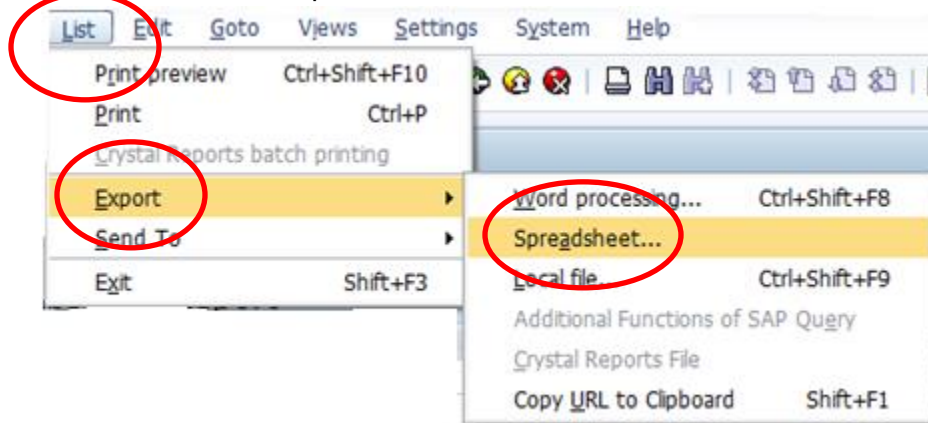 List Edit Goto Views Settings System Help
Print preview Ctrl+Shift+F10
Print Ctrl+P
Crystal Reports batch printing
Export
Send To
Exit Shift+F3
Word processing... Ctrl+Shift+F8
Spreadsheet...
Local file... Ctrl+Shift+F9
Additional Functions of SAP Query
Crystal Reports File
Copy URL to Clipboard Shift+F1